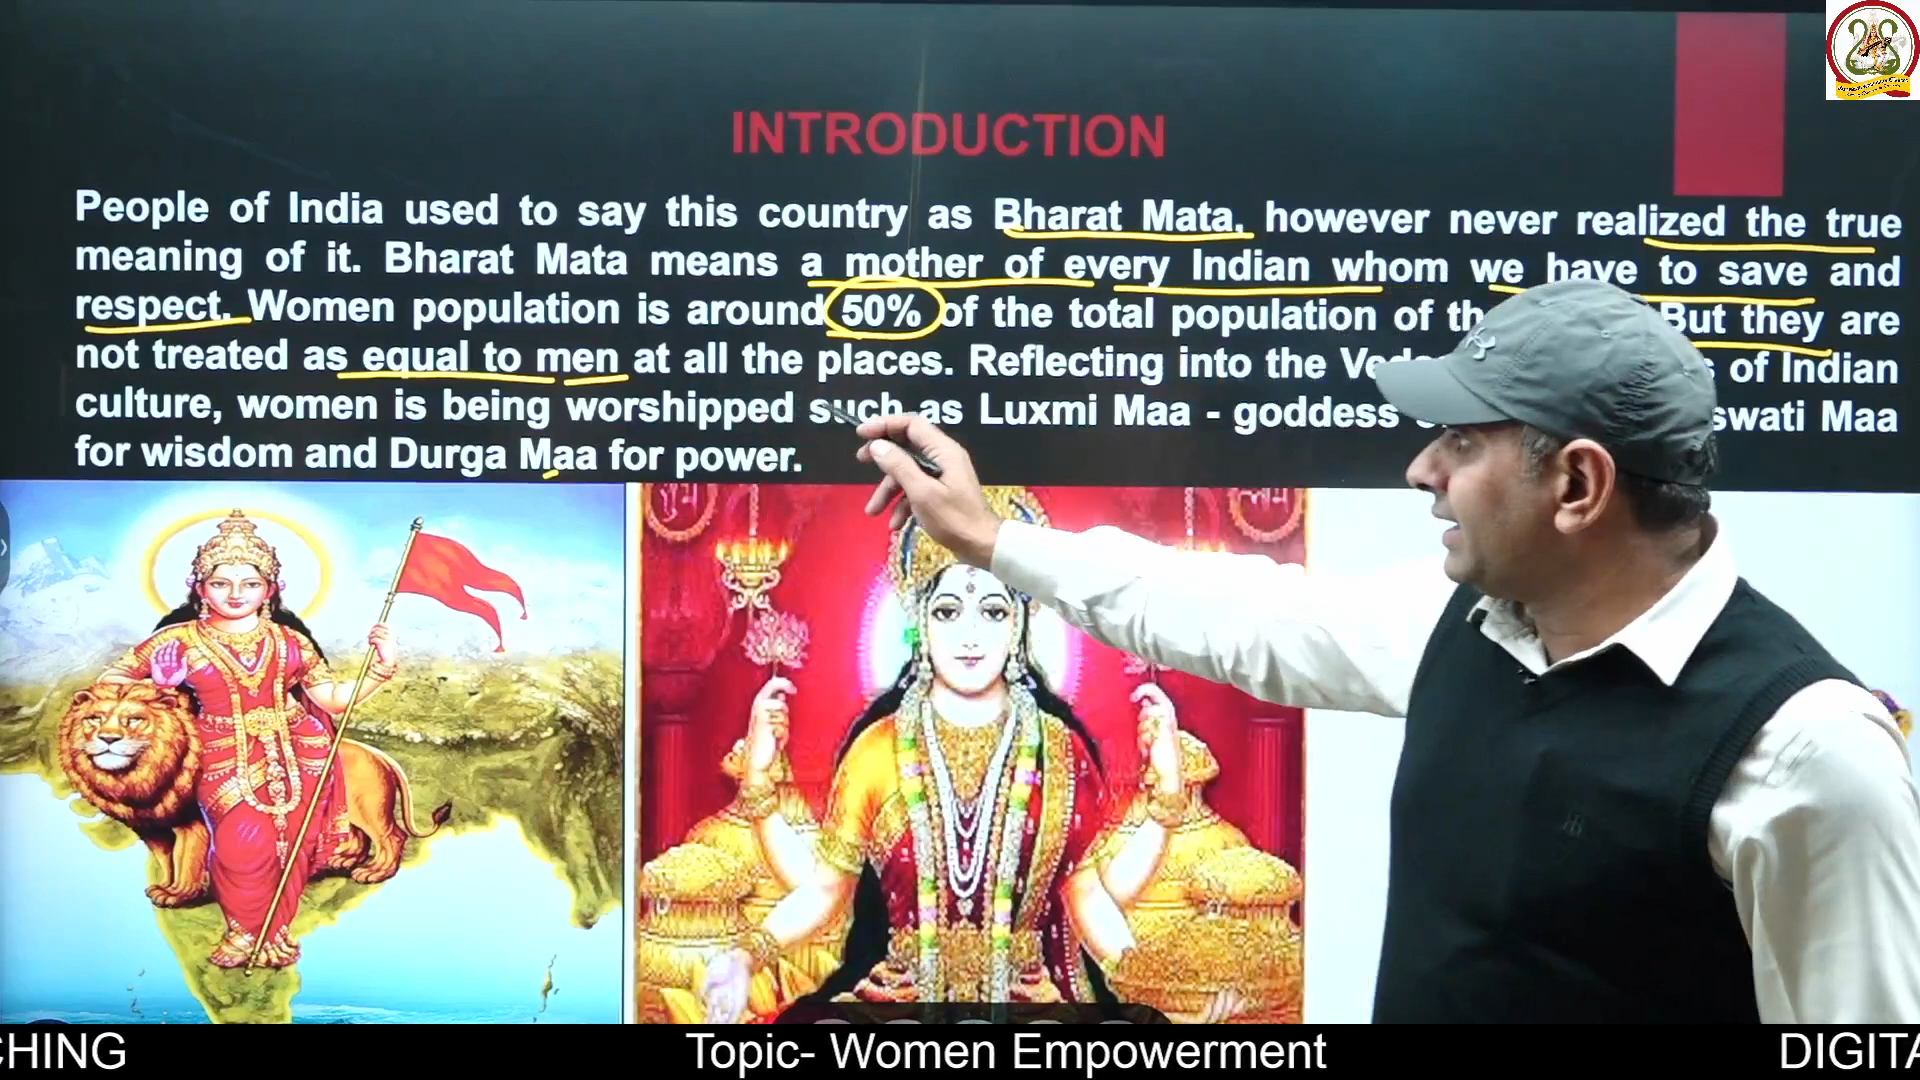 INTRODUCTION
People of India used to say this country as Bharat Mata, however never realized the true
meaning of it. Bharat Mata means a mother of every Indian whom we have to save and
respect. Women population is around 50% of the total population of th But they are
not treated as equal to men at all the places. Reflecting into the of Indian
culture, women is being worshipped such as Luxmi Maa - goddess swati Maa
for wisdom and Durga Maa for power.
शुभ
CHING Topic- Women Empowerment DIGITA